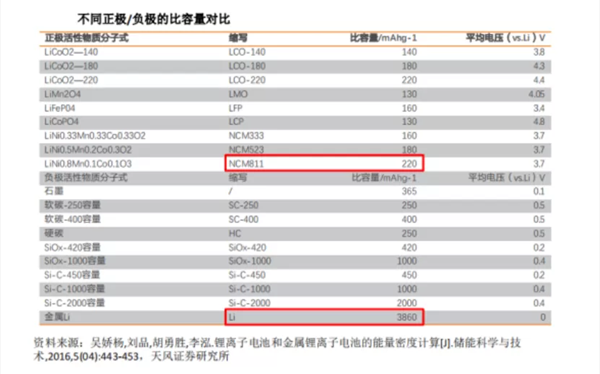 不同正极/负极的比容量对比
正极活性物质分子式 缩写 比容量/mAhg-1 平均电压（vs.Li）V
LiCoO2—140 LCO-140 140 3.8
LiCoO2—180 LCO-180 180 4.3
LiCoO2—220 LCO-220 220 4.4
LiMn2O4 LMO 130 4.05
LiFePO4 LFP 160 3.4
LiCoPO4 LCP 130 4.8
LiNi0.33Mn0.33Co0.33O2 NCM333 160 3.7
LiNi0.5Mn0.2Co0.3O2 NCM523 180 3.7
LiNi0.8Mn0.1Co0.1O3 NCM811 220 3.7
负极活性物质分子式 缩写 比容量/mAhg-1 平均电压（vs.Li）V
石墨 / 365 0.1
软碳-250容量 SC-250 250 0.5
软碳-400容量 SC-400 400 0.5
硬碳 HC 250 0.5
SiOx-420容量 SiOx-420 420 0.2
SiOx-1000容量 SiOx-1000 1000 0.4
Si-C-450容量 Si-C-450 450 0.2
Si-C-1000容量 Si-C-1000 1000 0.4
Si-C-2000容量 Si-C-2000 2000 0.4
金属Li Li 3860 0
资料来源：吴娇杨,刘品,胡勇胜,李泓.锂离子电池和金属锂离子电池的能量密度计算[J].储能科学与技
术,2016,5(04):443-453，天风证券研究所